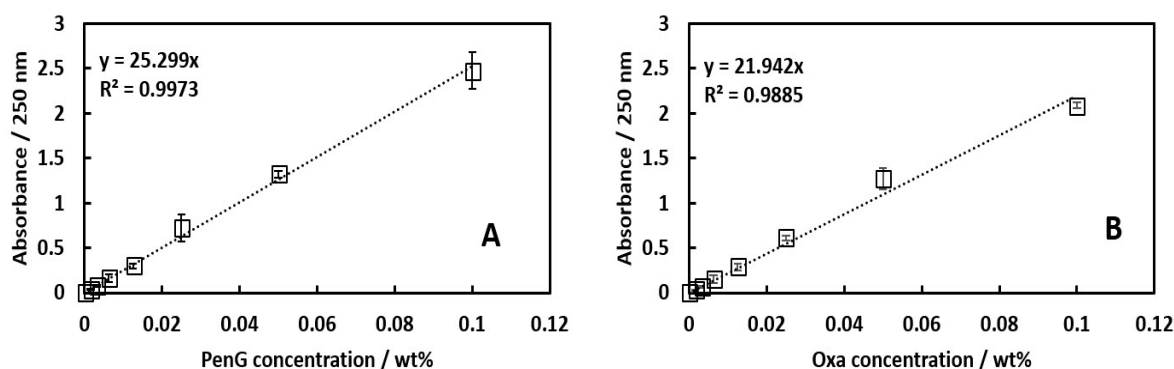 3
2.5
2
1.5
1
0.5
0
y = 25.299x
R² = 0.9973
A
Absorbance / 250 nm
0 0.02 0.04 0.06 0.08 0.1 0.12
PenG concentration / wt%
3
2.5
2
1.5
1
0.5
0
y = 21.942x
R² = 0.9885
B
Absorbance / 250 nm
0 0.02 0.04 0.06 0.08 0.1 0.12
Oxa concentration / wt%